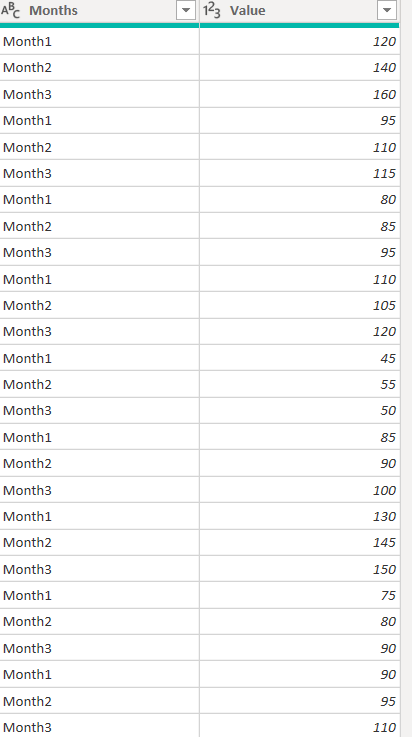 ABC Months 123 Value
Month1 120
Month2 140
Month3 160
Month1 95
Month2 110
Month3 115
Month1 80
Month2 85
Month3 95
Month1 110
Month2 105
Month3 120
Month1 45
Month2 55
Month3 50
Month1 85
Month2 90
Month3 100
Month1 130
Month2 145
Month3 150
Month1 75
Month2 80
Month3 90
Month1 90
Month2 95
Month3 110